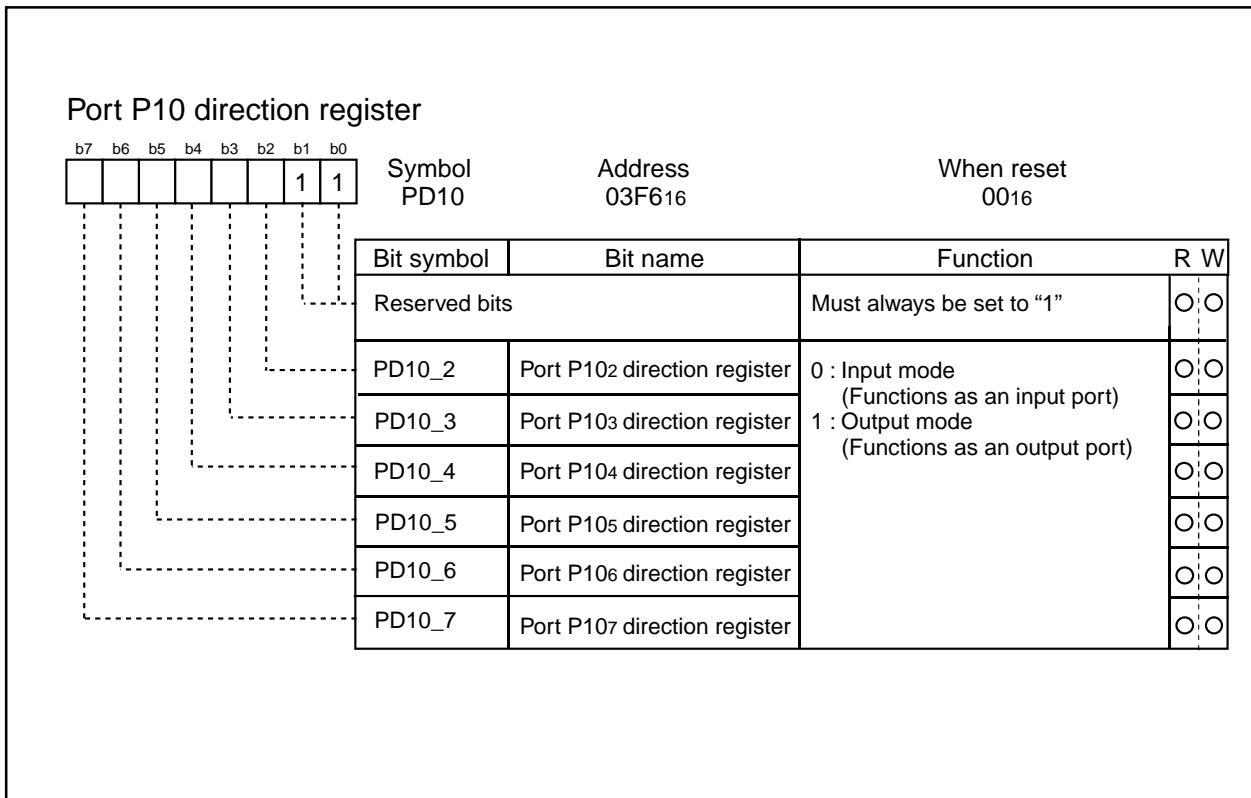 Port P10 direction register
b7 b6 b5 b4 b3 b2 b1 b0
1 1
Symbol Address When reset
PD10 03F616 0016
Bit symbol Bit name Function R W
Reserved bits Must always be set to “1”
PD10_2 Port P102 direction register 0 : Input mode
(Functions as an input port)
PD10_3 Port P103 direction register 1 : Output mode
(Functions as an output port)
PD10_4 Port P104 direction register
PD10_5 Port P105 direction register
PD10_6 Port P106 direction register
PD10_7 Port P107 direction register